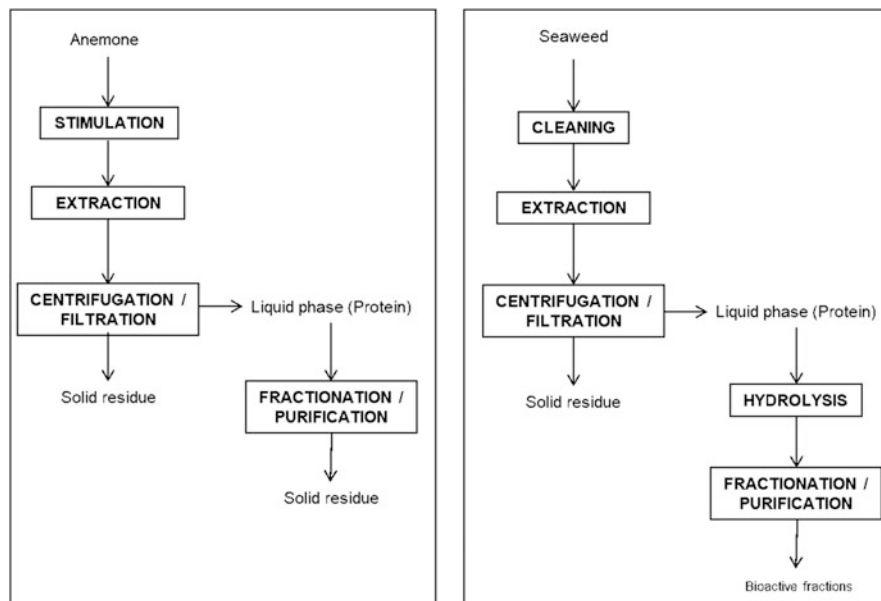 Anemone
STIMULATION
EXTRACTION
CENTRIFUGATION /
FILTRATION
Liquid phase (Protein)
Solid residue
FRACTIONATION /
PURIFICATION
Solid residue
Seaweed
CLEANING
EXTRACTION
CENTRIFUGATION /
FILTRATION
Liquid phase (Protein)
Solid residue
HYDROLYSIS
FRACTIONATION /
PURIFICATION
Bioactive fractions